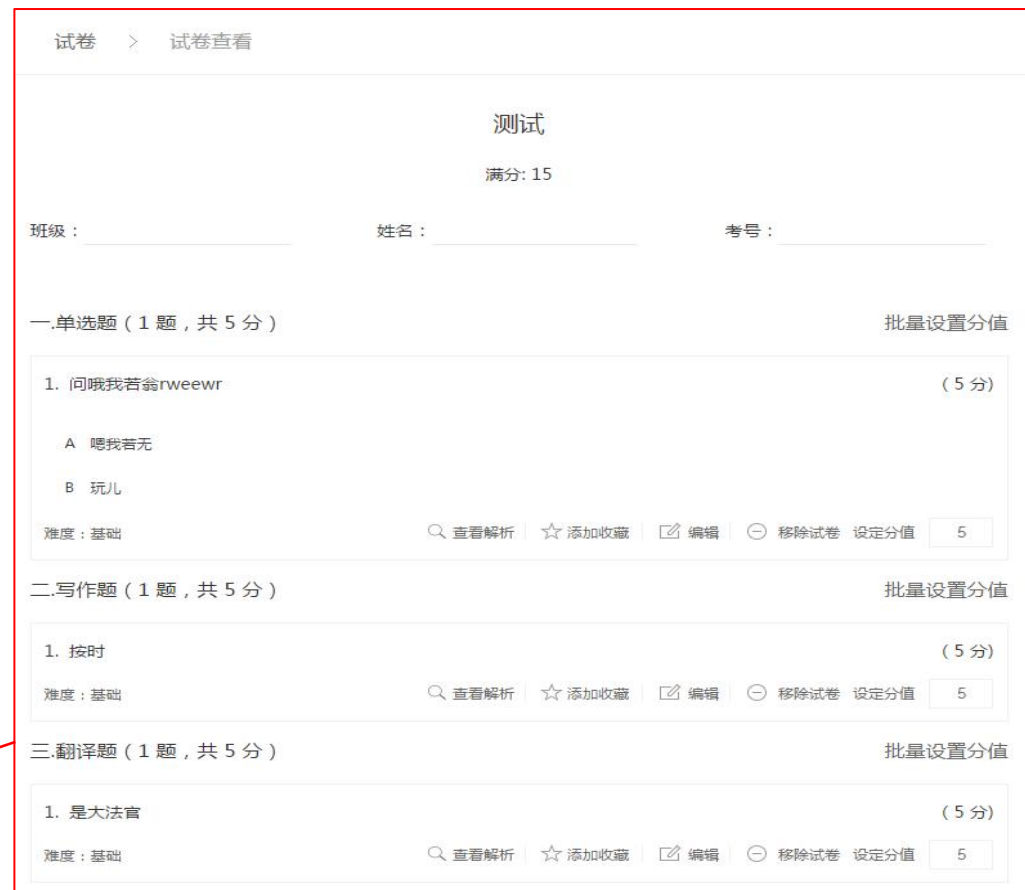 试卷 > 试卷查看
测试
满分: 15
班级： 姓名： 考号：
一.单选题（1 题，共 5 分） 批量设置分值
1. 问哦我若翁rweewr （5 分）
A 嗯我若无
B 玩儿
难度：基础 查看解析 添加收藏 编辑 移除试卷 设定分值 5
二.写作题（1 题，共 5 分） 批量设置分值
1. 按时 （5 分）
难度：基础 查看解析 添加收藏 编辑 移除试卷 设定分值 5
三.翻译题（1 题，共 5 分） 批量设置分值
1. 是大法官 （5 分）
难度：基础 查看解析 添加收藏 编辑 移除试卷 设定分值 5